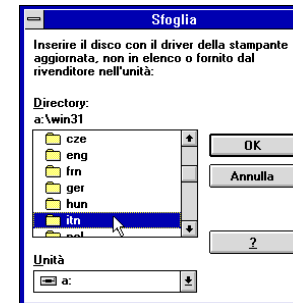 Sfoglia
Inserire il disco con il driver della stampante
aggiornata, non in elenco o fornito dal
rivenditore nell'unità:
Directory:
a:\win31
cze
eng
frn
ger
hun
itn
OK
Annulla
?
Unità
a: